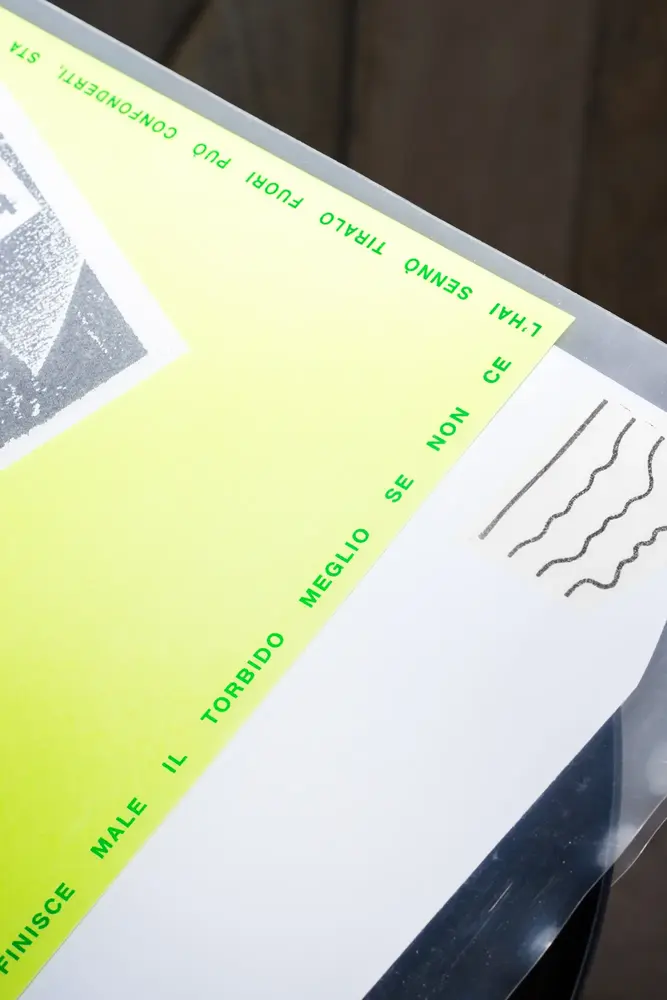 FINISCE MALE IL TORBIDO MEGLIO SE NON CE
L'HAI SENNÒ TIRALO FUORI PUÒ CONFONDERTI, STA